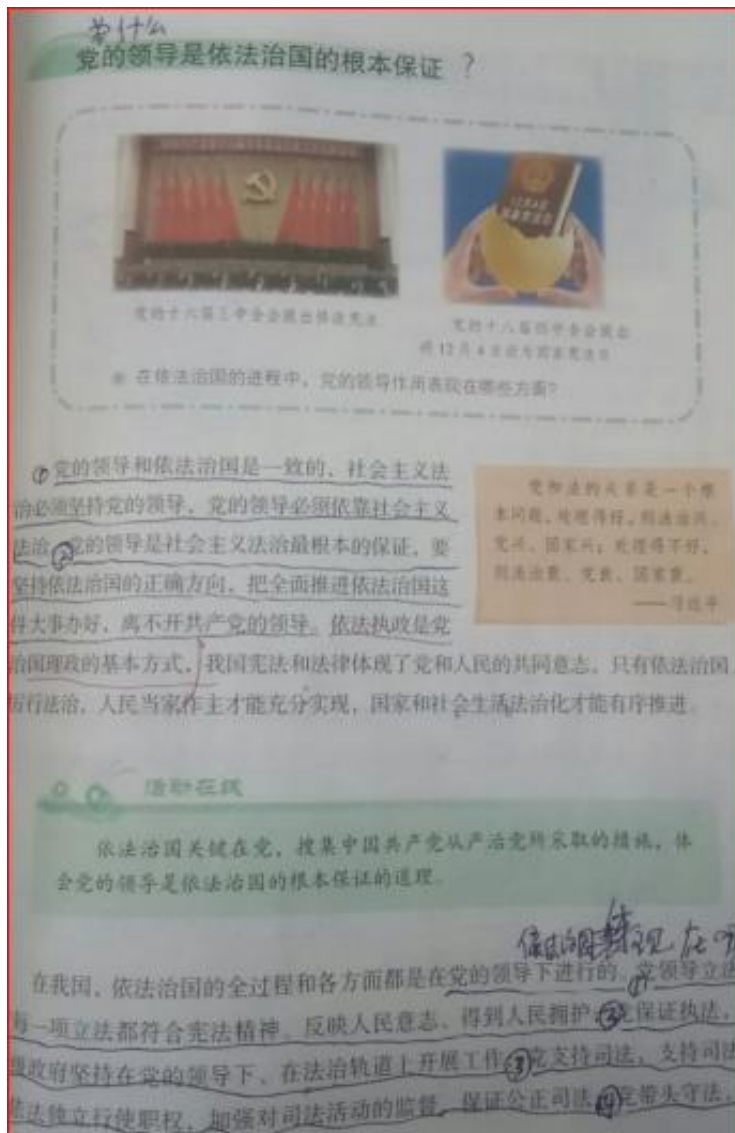 为什么
党的领导是依法治国的根本保证 ?
党的十六届三中全会提出修改宪法
党的十八届四中全会提出
将12月4日设为国家宪法日
在依法治国的进程中，党的领导作用表现在哪些方面?
①党的领导和依法治国是一致的，社会主义法
治必须坚持党的领导，党的领导必须依靠社会主义
法治。②党的领导是社会主义法治最根本的保证，要
坚持依法治国的正确方向，把全面推进依法治国这
件大事办好，离不开共产党的领导。依法执政是党
治国理政的基本方式。我国宪法和法律体现了党和人民的共同意志，只有依法治国，
厉行法治，人民当家作主才能充分实现，国家和社会生活法治化才能有序推进。
党和法的关系是一个根
本问题，处理得好，则法治兴、
党兴、国家兴；处理得不好，
则法治衰、党衰、国家衰。
——习近平
活动在线
依法治国关键在党，搜集中国共产党从严治党所采取的措施，体
会党的领导是依法治国的根本保证的道理。
表现在
在我国，依法治国的全过程和各方面都是在党的领导下进行的。①党领导立法
每一项立法都符合宪法精神、反映人民意志、得到人民拥护②党保证执法，
政府坚持在党的领导下、在法治轨道上开展工作③党支持司法，支持司法
依法独立行使职权，加强对司法活动的监督，保证公正司法④党带头守法，